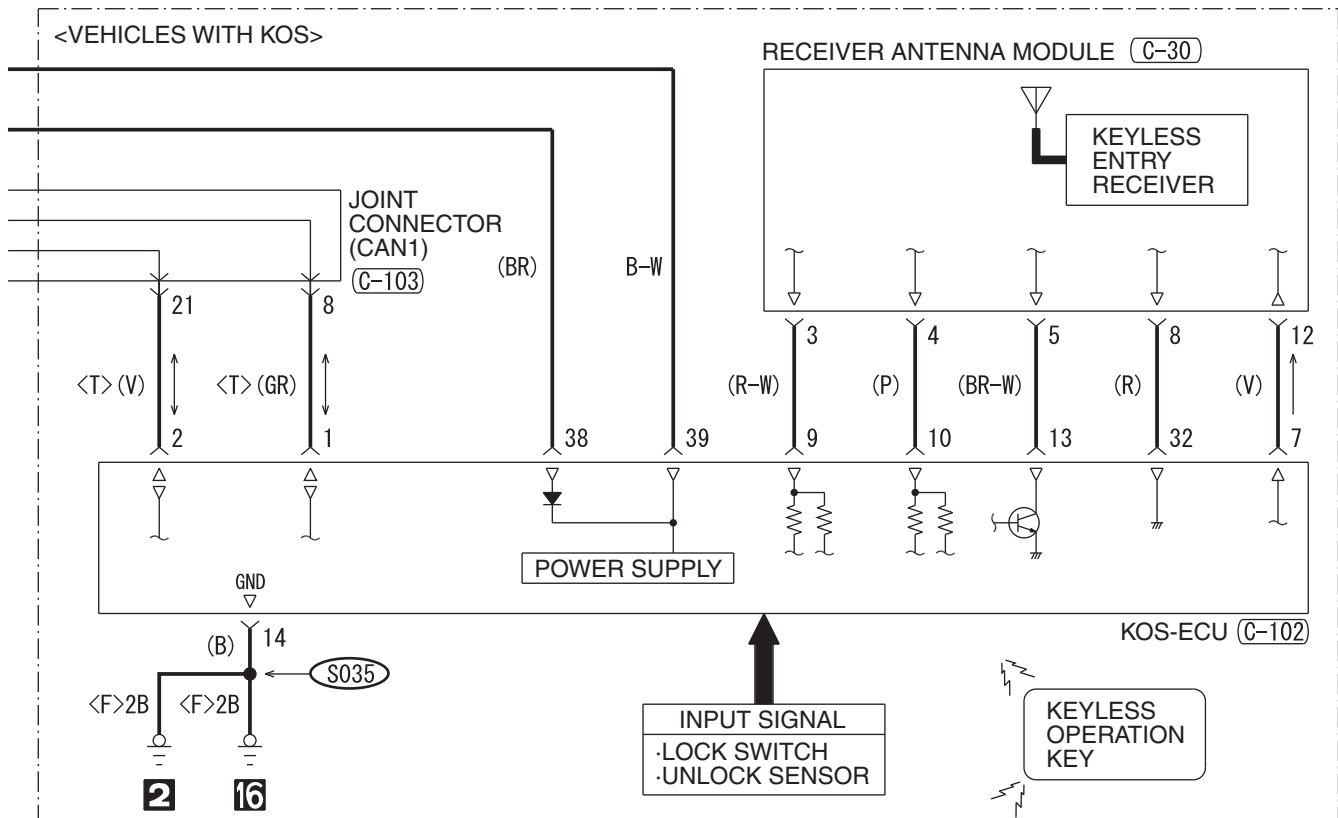 <VEHICLES WITH KOS>
RECEIVER ANTENNA MODULE C-30
KEYLESS
ENTRY
RECEIVER
JOINT
CONNECTOR
(CAN1)
C-103
(BR) B-W
21 8
3 4 5 8 12
<T>(V) <T>(GR)
(R-W) (P) (BR-W) (R) (V)
2 1 38 39 9 10 13 32 7
POWER SUPPLY
GND
14
(B)
KOS-ECU C-102
S035
<F>2B <F>2B
2 16
INPUT SIGNAL
·LOCK SWITCH
·UNLOCK SENSOR
KEYLESS
OPERATION
KEY